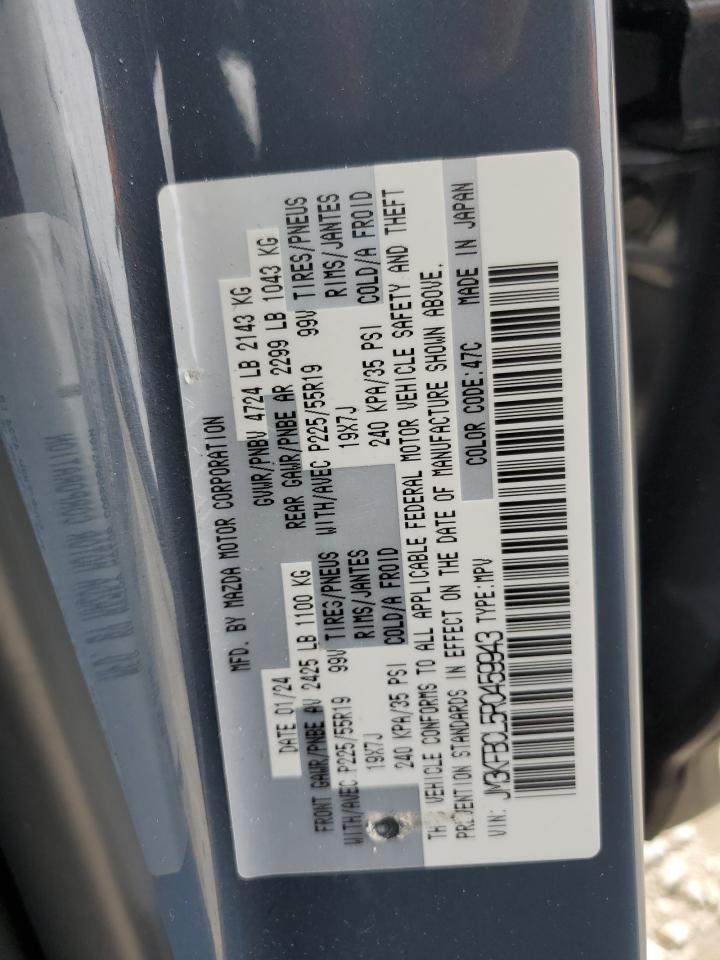 MFD. BY MAZDA MOTOR CORPORATION
DATE 01/24 GVWR/PNBV 4724 LB 2143 KG
FRONT GAWR/PNBE AV 2425 LB 1100 KG REAR GAWR/PNBE AR 2299 LB 1043 KG
WITH/AVEC P225/55R19 99V TIRES/PNEUS WITH/AVEC P225/55R19 99V TIRES/PNEUS
19X7J RIMS/JANTES 19X7J RIMS/JANTES
240 KPA/35 PSI COLD/A FROID 240 KPA/35 PSI COLD/A FROID
TH VEHICLE CONFORMS TO ALL APPLICABLE FEDERAL MOTOR VEHICLE SAFETY AND THEFT
PREVENTION STANDARDS IN EFFECT ON THE DATE OF MANUFACTURE SHOWN ABOVE.
VIN: JM3KFBCL5R0459943 TYPE:MPV COLOR CODE:47C MADE IN JAPAN